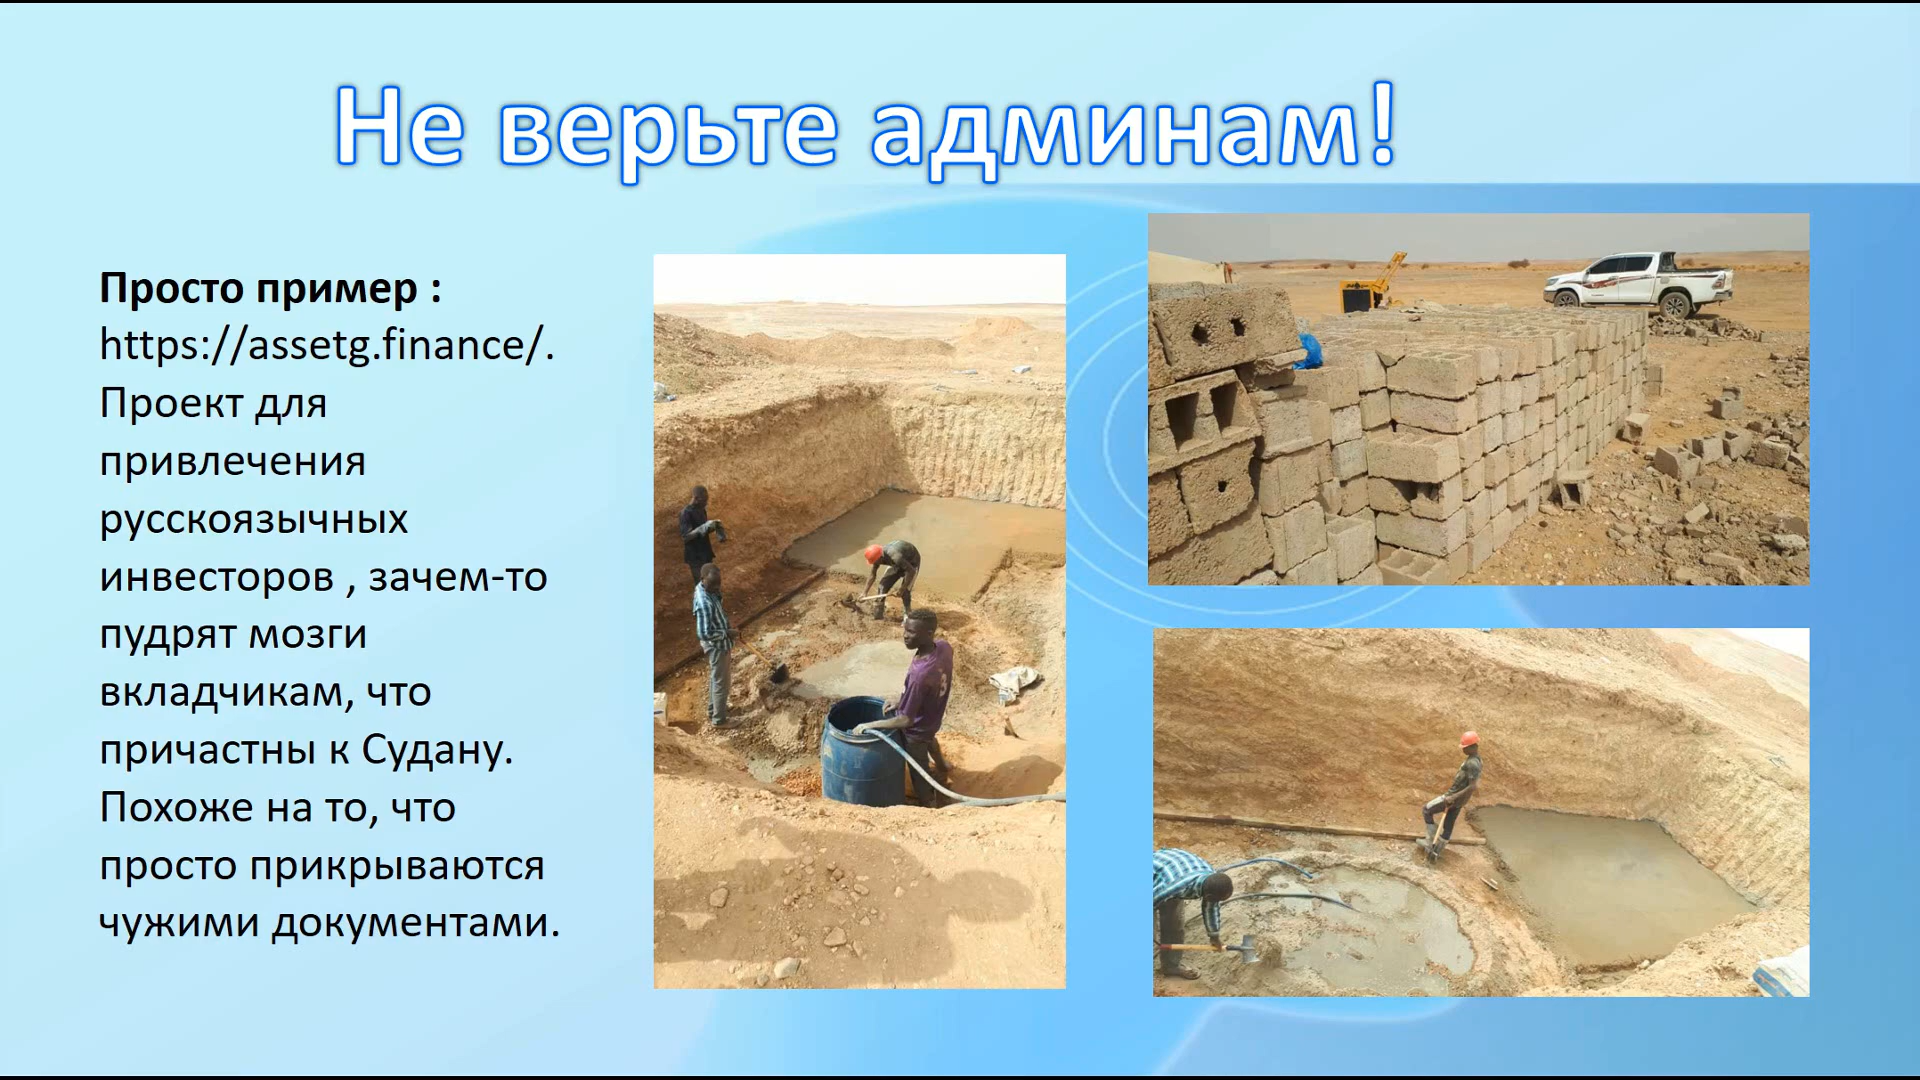 Не верьте админам!
Просто пример :
https://assetg.finance/.
Проект для
привлечения
русскоязычных
инвесторов , зачем-то
пудрят мозги
вкладчикам, что
причастны к Судану.
Похоже на то, что
просто прикрываются
чужими документами.